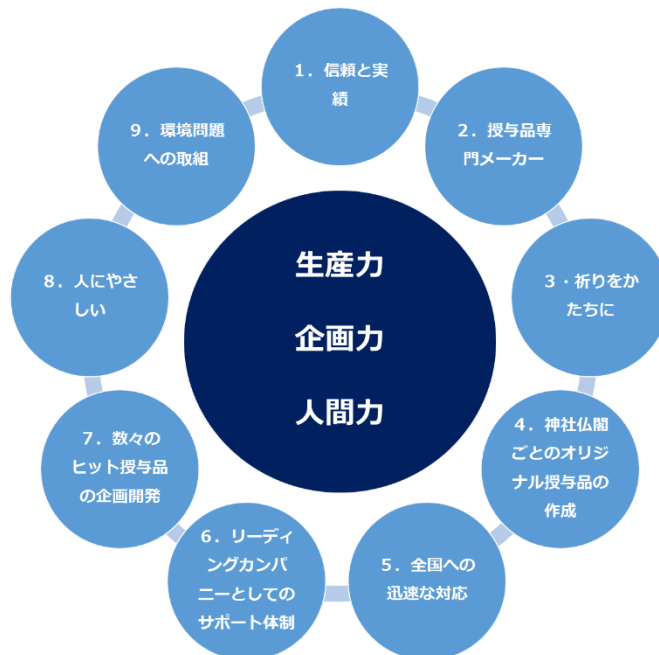 1．信頼と実
績
2．授与品専
門メーカー
3・祈りをか
たちに
4．神社仏閣
ごとのオリジ
ナル授与品の
作成
5．全国への
迅速な対応
6．リーディ
ングカンパ
ニーとしての
サポート体制
7．数々の
ヒット授与品
の企画開発
8．人にやさ
しい
9．環境問題
への取組
生産力
企画力
人間力